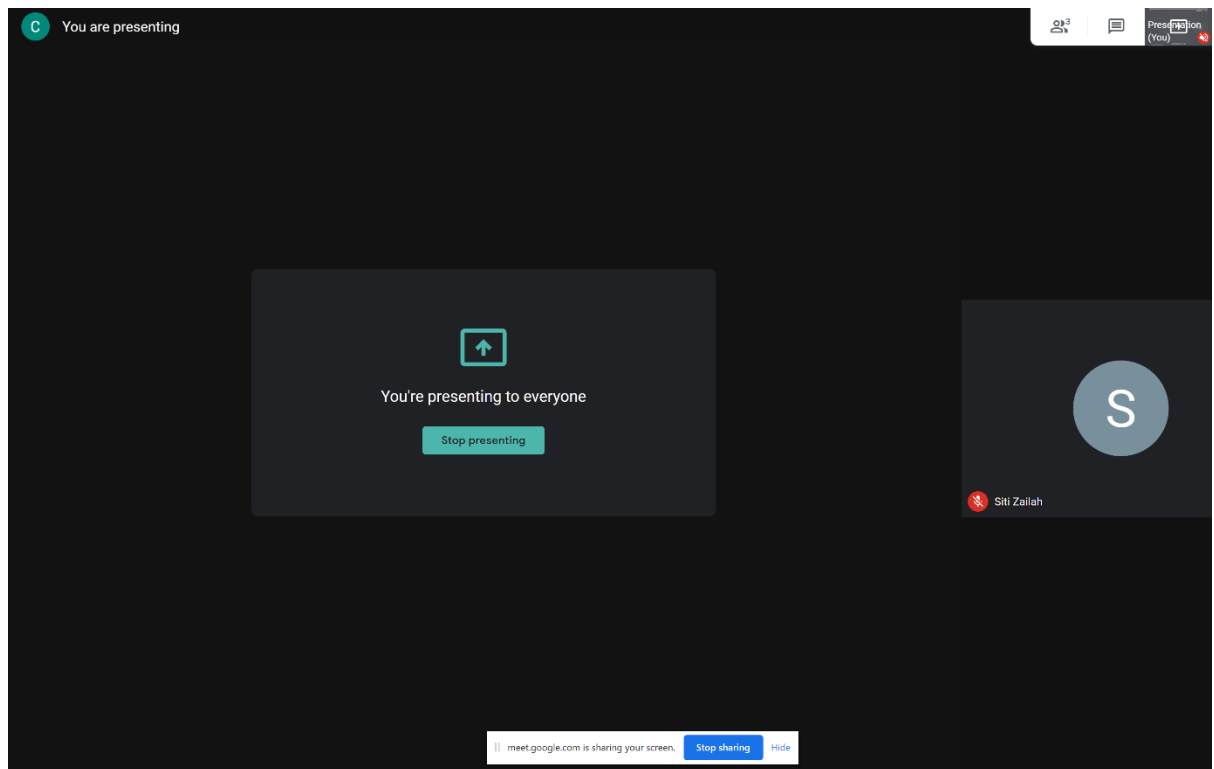 C You are presenting
3
Presentation
(You)
You're presenting to everyone
Stop presenting
S
Siti Zailah
meet.google.com is sharing your screen. Stop sharing Hide